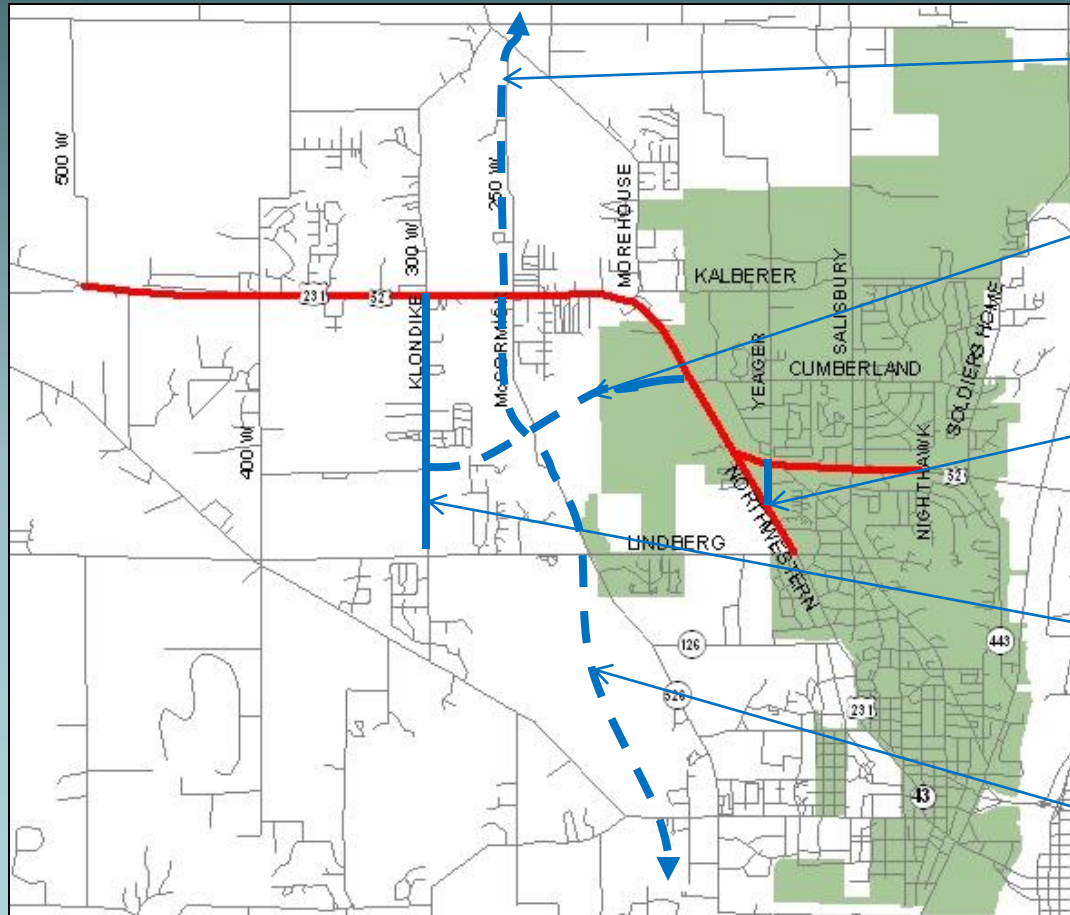 500 W
250 W
MOREHOUSE
300 W
KALBERER
SALISBURY
231
52
KLONDIKE
McCORMICK
YEAGER
CUMBERLAND
SOLDIERS HOME
400 W
NORTHWESTERN
NIGHTHAWK
52
LINDBERG
126
443
526
231
43